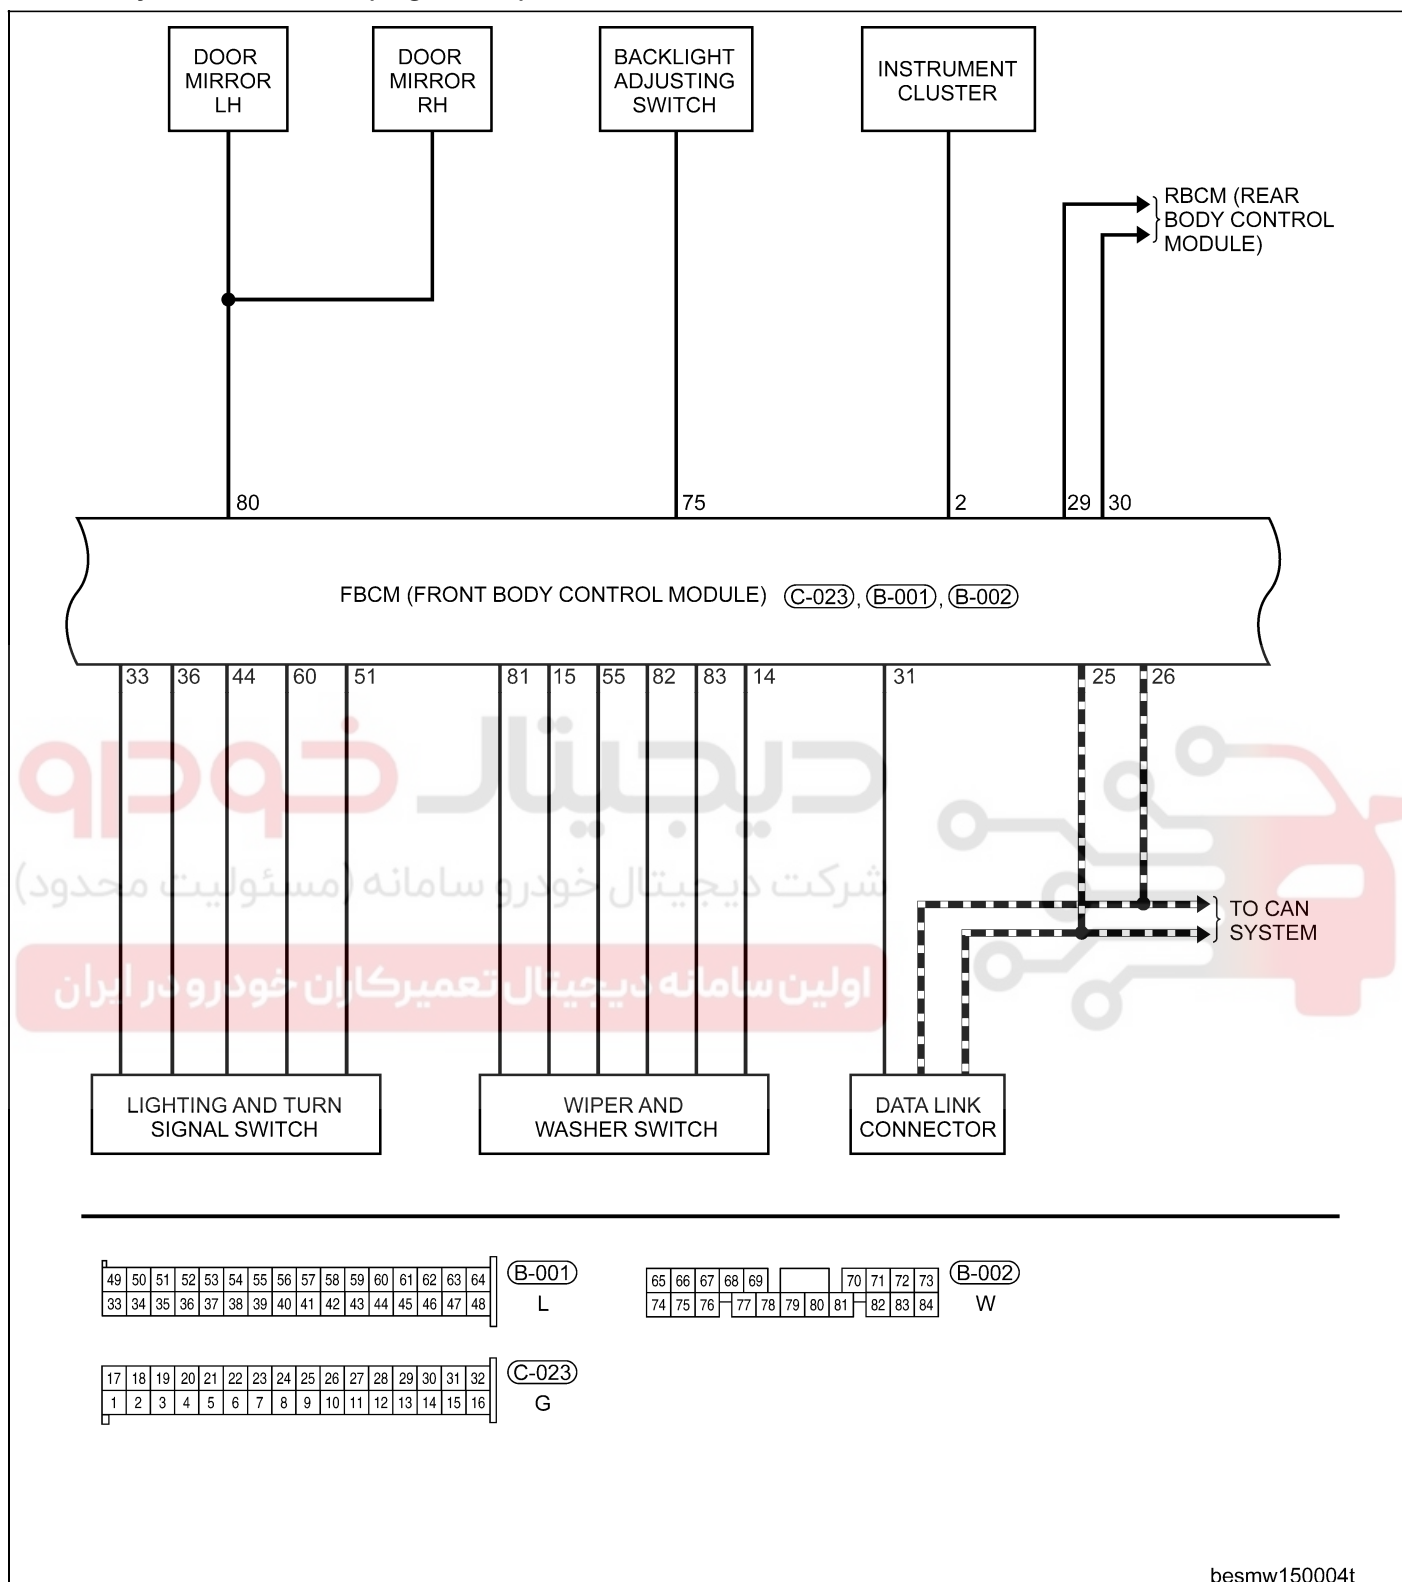 DOOR
MIRROR
LH
DOOR
MIRROR
RH
BACKLIGHT
ADJUSTING
SWITCH
INSTRUMENT
CLUSTER
RBCM (REAR
BODY CONTROL
MODULE)
80
75
2
29
30
FBCM (FRONT BODY CONTROL MODULE) C-023, B-001, B-002
33 36 44 60 51
81 15 55 82 83 14
31
25
26
دیجیتال خودرو
شرکت دیجیتال خودرو سامانه (مسئولیت محدود)
اولین سامانه دیجیتال تعمیرکاران خودرو در ایران
TO CAN
SYSTEM
LIGHTING AND TURN
SIGNAL SWITCH
WIPER AND
WASHER SWITCH
DATA LINK
CONNECTOR
49 50 51 52 53 54 55 56 57 58 59 60 61 62 63 64
33 34 35 36 37 38 39 40 41 42 43 44 45 46 47 48
B-001
L
65 66 67 68 69 70 71 72 73
74 75 76 77 78 79 80 81 82 83 84
B-002
W
17 18 19 20 21 22 23 24 25 26 27 28 29 30 31 32
1 2 3 4 5 6 7 8 9 10 11 12 13 14 15 16
C-023
G
besmw150004t